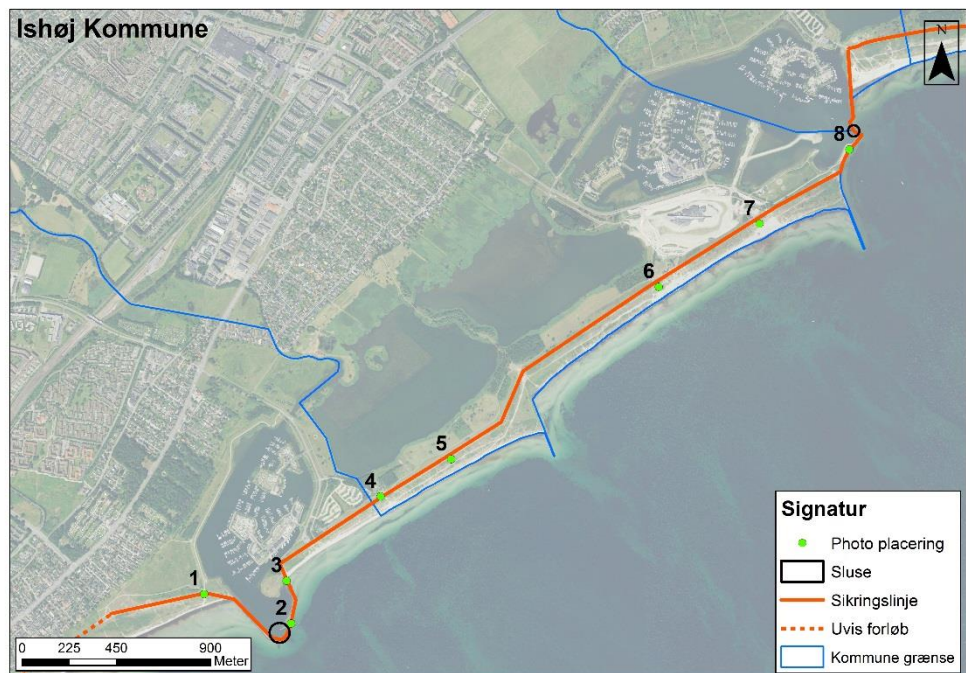 Ishøj Kommune
N
8
7
6
5
4
3
1
2
0 225 450 900
Meter
Signatur
Photo placering
Sluse
Sikringslinje
Uvis forløb
Kommune grænse